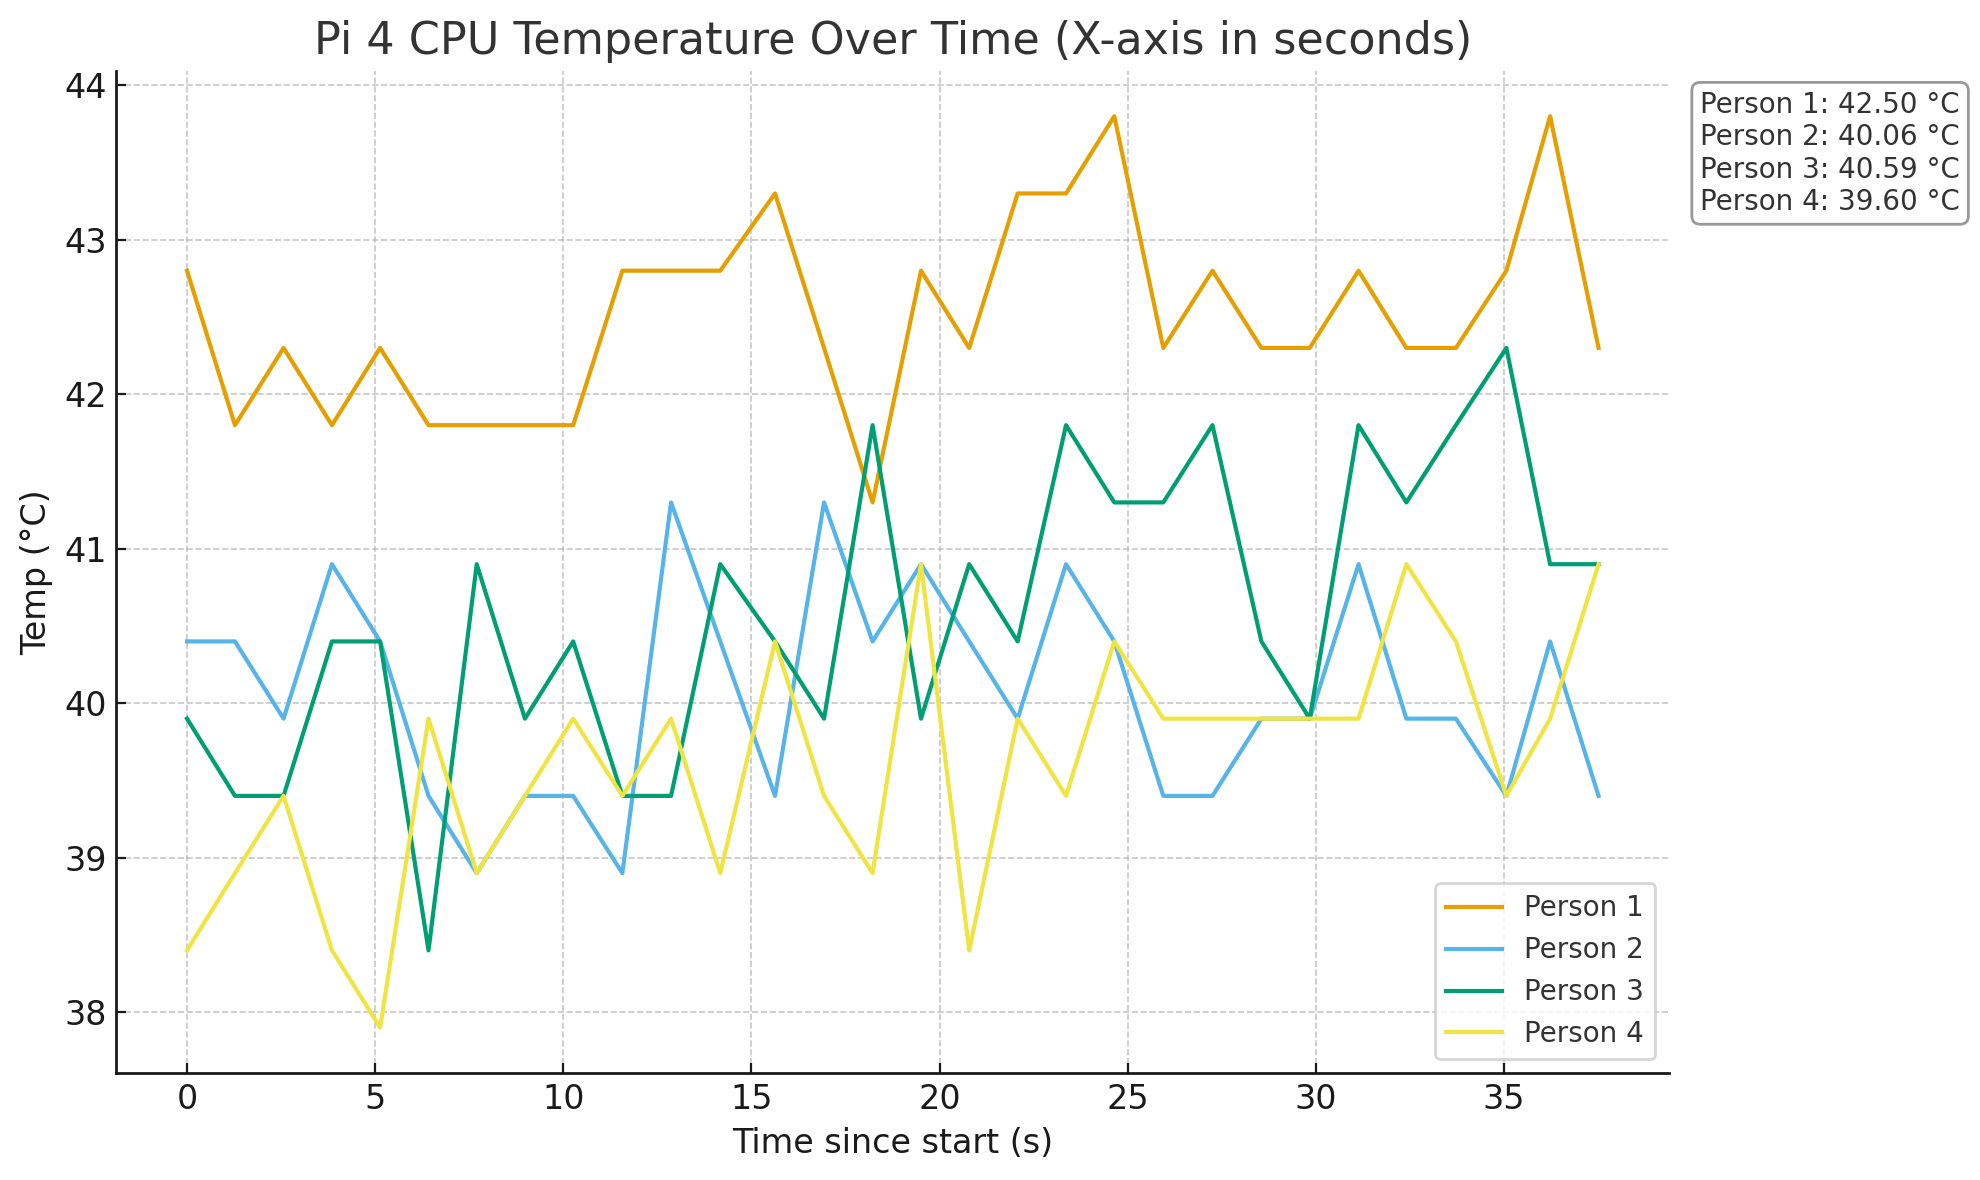 Pi 4 CPU Temperature Over Time (X-axis in seconds)
Person 1: 42.50 °C
Person 2: 40.06 °C
Person 3: 40.59 °C
Person 4: 39.60 °C
Temp (°C)
44
43
42
41
40
39
38
Person 1
Person 2
Person 3
Person 4
0 5 10 15 20 25 30 35
Time since start (s)